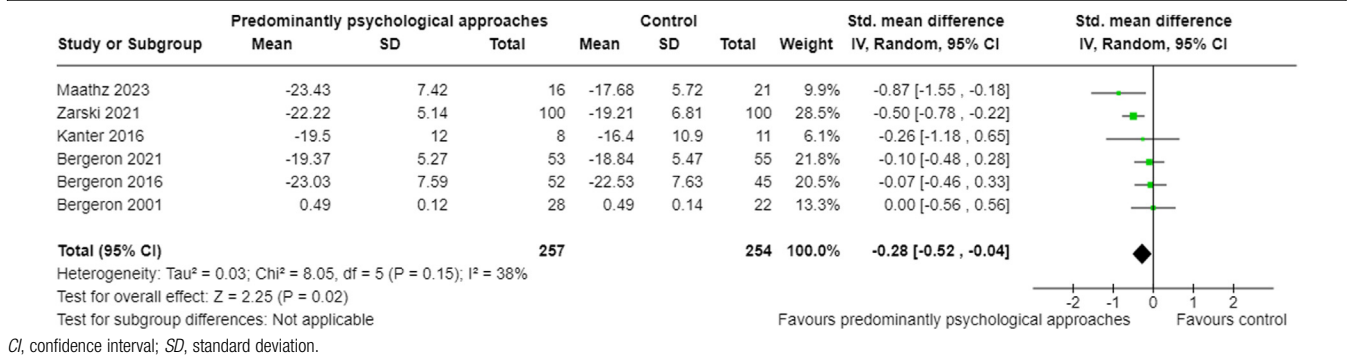 Predominantly psychological approaches Control Std. mean difference Std. mean difference
Study or Subgroup Mean SD Total Mean SD Total Weight IV, Random, 95% CI IV, Random, 95% CI
Maathz 2023 -23.43 7.42 16 -17.68 5.72 21 9.9% -0.87 [-1.55 , -0.18]
Zarski 2021 -22.22 5.14 100 -19.21 6.81 100 28.5% -0.50 [-0.78 , -0.22]
Kanter 2016 -19.5 12 8 -16.4 10.9 11 6.1% -0.26 [-1.18 , 0.65]
Bergeron 2021 -19.37 5.27 53 -18.84 5.47 55 21.8% -0.10 [-0.48 , 0.28]
Bergeron 2016 -23.03 7.59 52 -22.53 7.63 45 20.5% -0.07 [-0.46 , 0.33]
Bergeron 2001 0.49 0.12 28 0.49 0.14 22 13.3% 0.00 [-0.56 , 0.56]
Total (95% CI) 257 254 100.0% -0.28 [-0.52 , -0.04]
Heterogeneity: Tau² = 0.03; Chi² = 8.05, df = 5 (P = 0.15); I² = 38%
Test for overall effect: Z = 2.25 (P = 0.02)
-2 -1 0 1 2
Test for subgroup differences: Not applicable Favours predominantly psychological approaches Favours control
CI, confidence interval; SD, standard deviation.